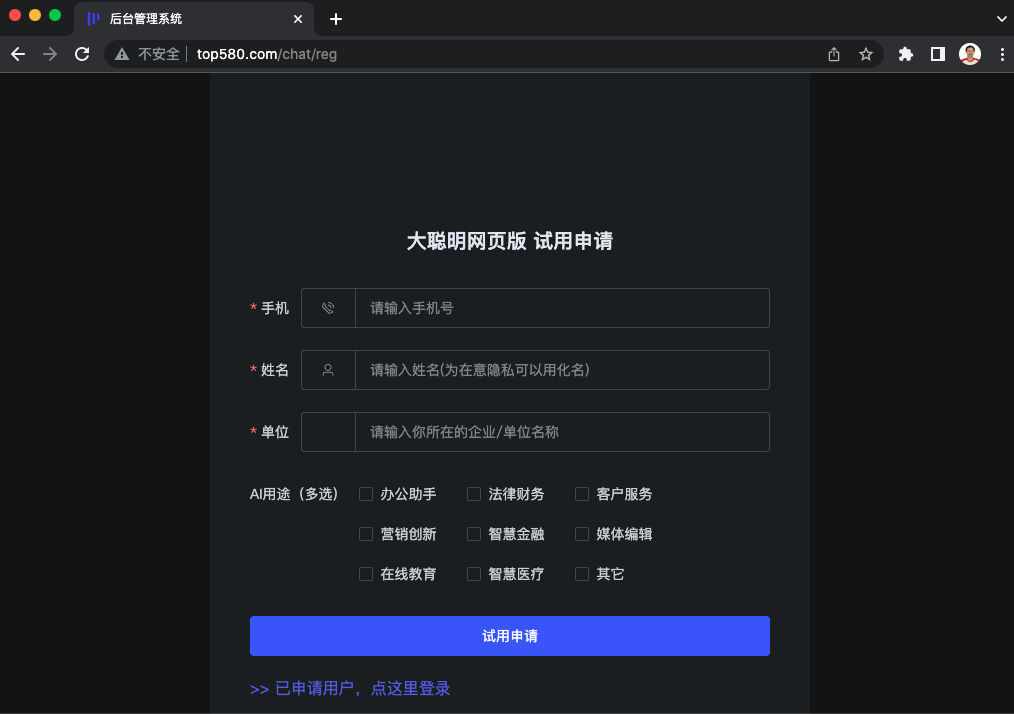 后台管理系统
不安全 top580.com/chat/reg
大聪明网页版 试用申请
* 手机 请输入手机号
* 姓名 请输入姓名(为在意隐私可以用化名)
* 单位 请输入你所在的企业/单位名称
AI用途（多选） 办公助手 法律财务 客户服务
营销创新 智慧金融 媒体编辑
在线教育 智慧医疗 其它
试用申请
>> 已申请用户，点这里登录